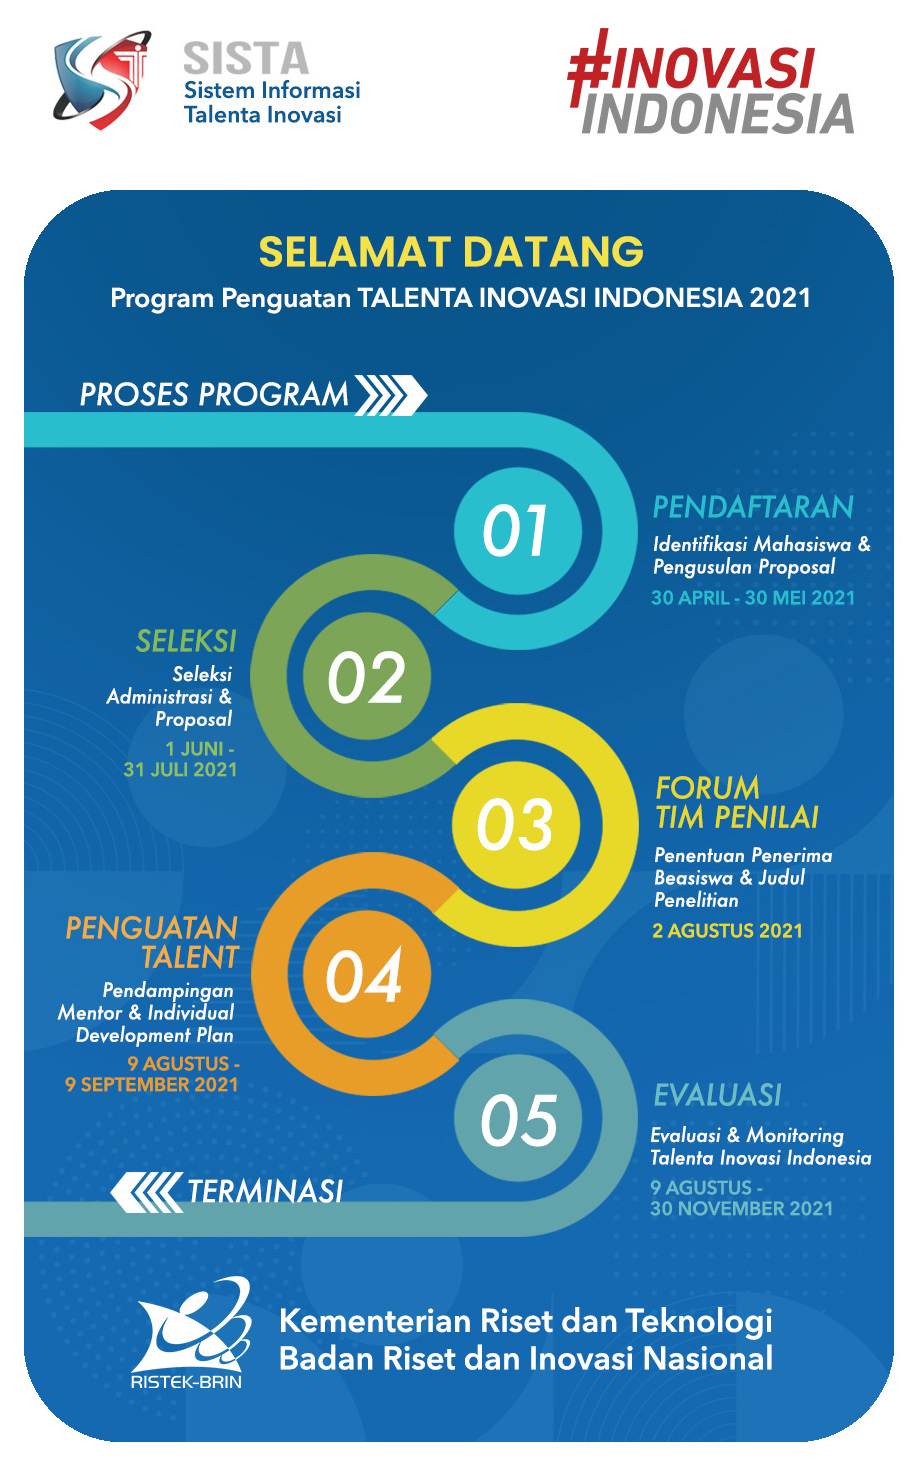 SISTA
Sistem Informasi
Talenta Inovasi
#INOVASI
INDONESIA
SELAMAT DATANG
Program Penguatan TALENTA INOVASI INDONESIA 2021
PROSES PROGRAM
01
PENDAFTARAN
Identifikasi Mahasiswa &
Pengusulan Proposal
30 APRIL - 30 MEI 2021
02
SELEKSI
Seleksi
Administrasi &
Proposal
1 JUNI -
31 JULI 2021
03
FORUM
TIM PENILAI
Penentuan Penerima
Beasiswa & Judul
Penelitian
2 AGUSTUS 2021
04
PENGUATAN
TALENT
Pendampingan
Mentor & Individual
Development Plan
9 AGUSTUS -
9 SEPTEMBER 2021
05
EVALUASI
Evaluasi & Monitoring
Talenta Inovasi Indonesia
9 AGUSTUS -
30 NOVEMBER 2021
TERMINASI
RISTEK-BRIN
Kementerian Riset dan Teknologi
Badan Riset dan Inovasi Nasional